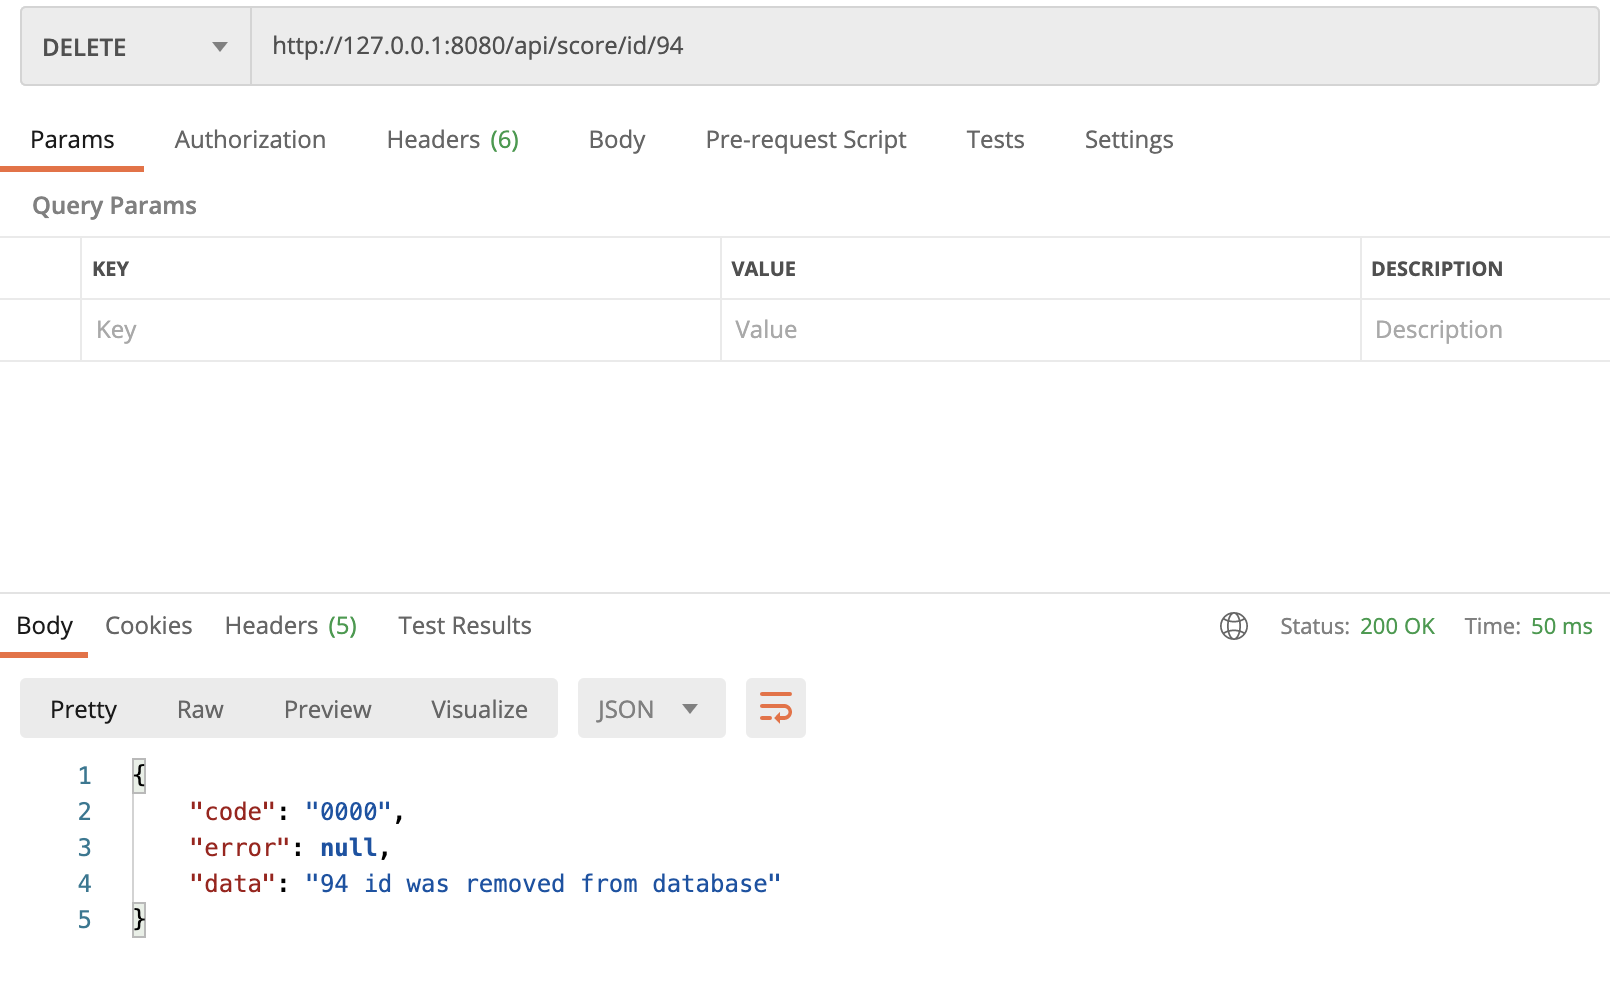 DELETE http://127.0.0.1:8080/api/score/id/94
Params Authorization Headers (6) Body Pre-request Script Tests Settings
Query Params
KEY VALUE DESCRIPTION
Key Value Description
Body Cookies Headers (5) Test Results Status: 200 OK Time: 50 ms
Pretty Raw Preview Visualize JSON
1 {
2 "code": "0000",
3 "error": null,
4 "data": "94 id was removed from database"
5 }